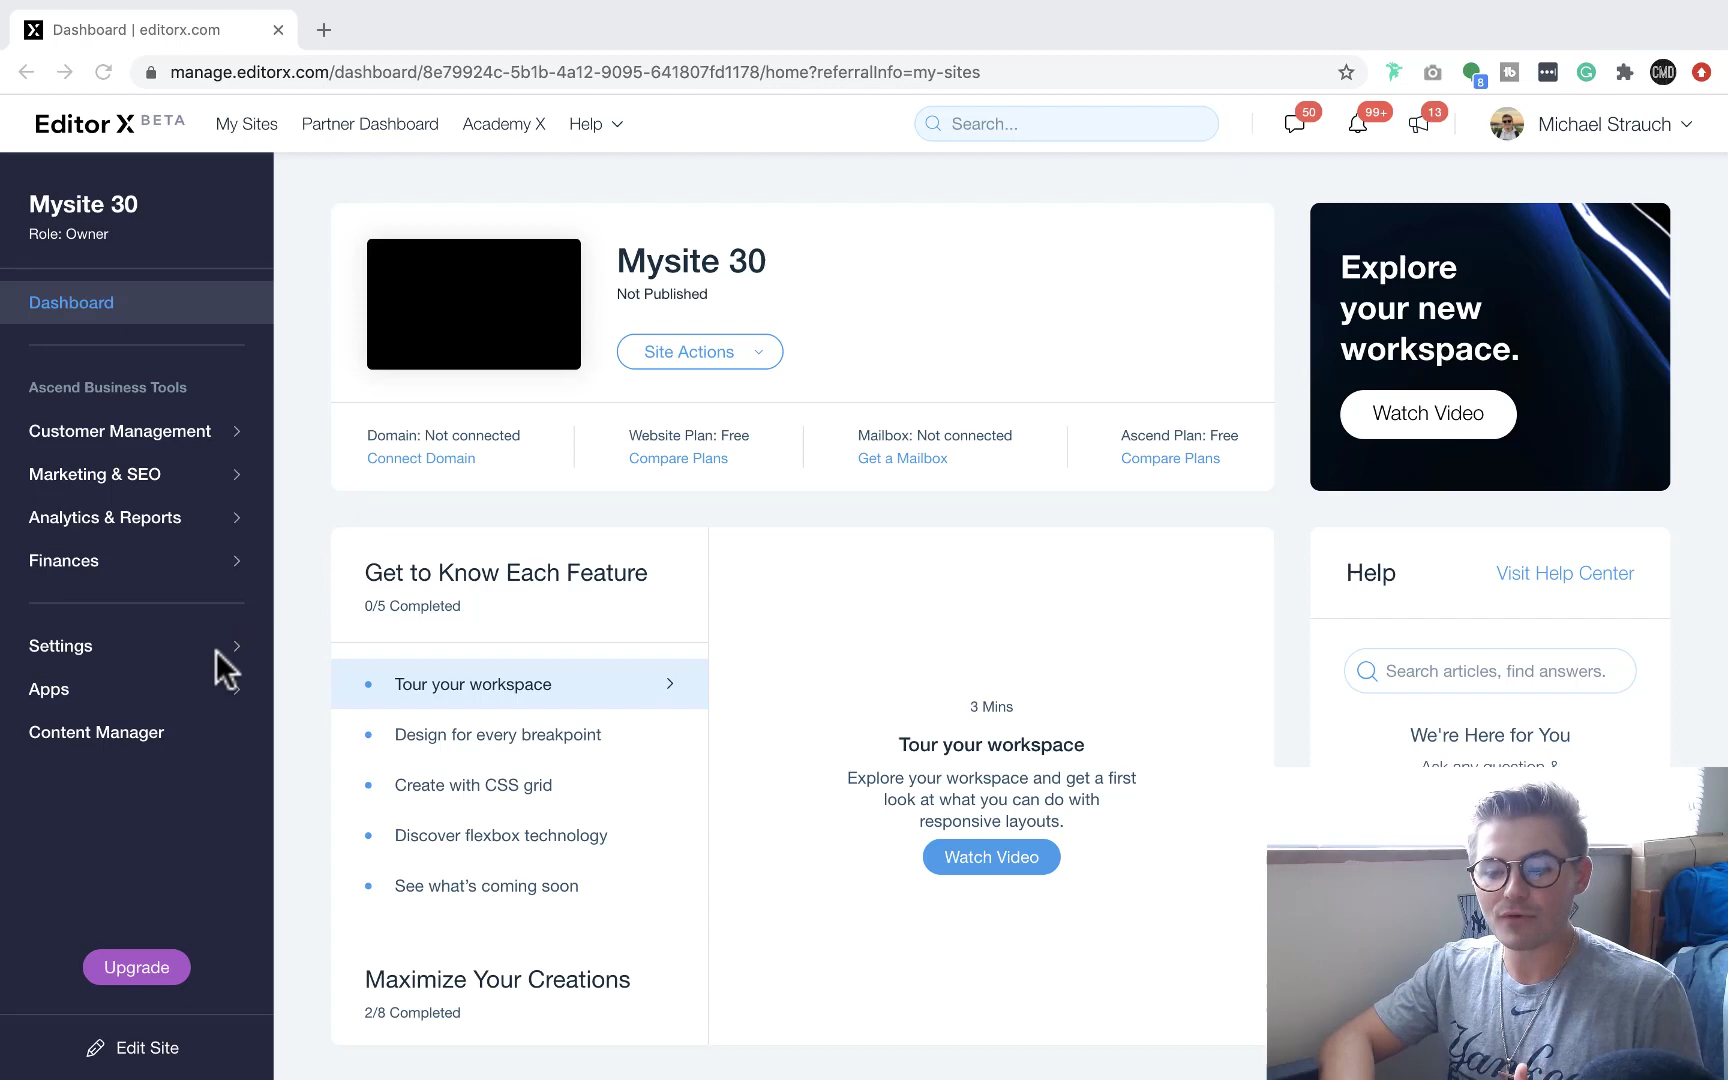 Dashboard | editorx.com
manage.editorx.com/dashboard/8e79924c-5b1b-4a12-9095-641807fd1178/home?referralInfo=my-sites
8
tb
G
CMD
Editor X BETA
My Sites
Partner Dashboard
Academy X
Help
Search...
50
99+
13
Michael Strauch
Mysite 30
Role: Owner
Dashboard
Ascend Business Tools
Customer Management
Marketing & SEO
Analytics & Reports
Finances
Settings
Apps
Content Manager
Upgrade
Edit Site
Mysite 30
Not Published
Site Actions
Domain: Not connected
Connect Domain
Website Plan: Free
Compare Plans
Mailbox: Not connected
Get a Mailbox
Ascend Plan: Free
Compare Plans
Explore
your new
workspace.
Watch Video
Get to Know Each Feature
0/5 Completed
Tour your workspace
Design for every breakpoint
Create with CSS grid
Discover flexbox technology
See what's coming soon
Maximize Your Creations
2/8 Completed
3 Mins
Tour your workspace
Explore your workspace and get a first
look at what you can do with
responsive layouts.
Watch Video
Help
Visit Help Center
Search articles, find answers.
We're Here for You
Ask any question &
Yankees